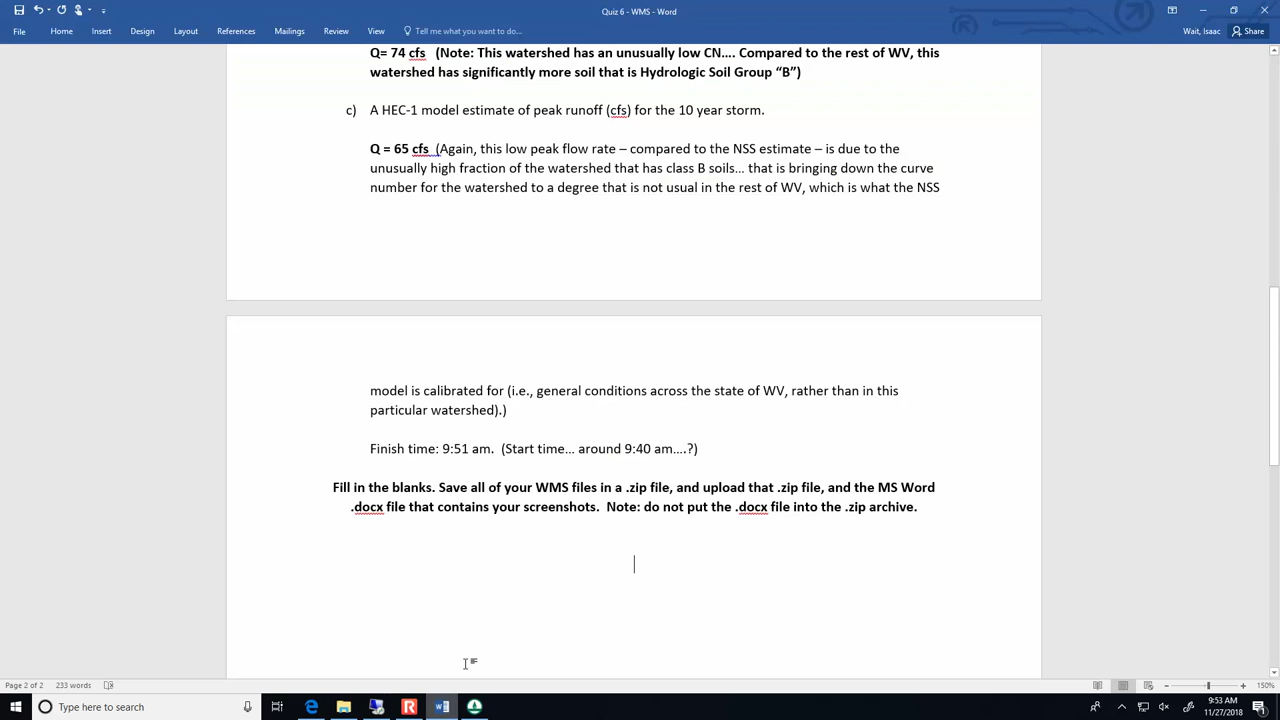 Quiz 6 - WMS - Word
Wait, Isaac
Share
File Home Insert Design Layout References Mailings Review View Tell me what you want to do...
Q= 74 cfs (Note: This watershed has an unusually low CN.... Compared to the rest of WV, this
watershed has significantly more soil that is Hydrologic Soil Group “B”)
c) A HEC-1 model estimate of peak runoff (cfs) for the 10 year storm.
Q = 65 cfs (Again, this low peak flow rate – compared to the NSS estimate – is due to the
unusually high fraction of the watershed that has class B soils... that is bringing down the curve
number for the watershed to a degree that is not usual in the rest of WV, which is what the NSS
model is calibrated for (i.e., general conditions across the state of WV, rather than in this
particular watershed).)
Finish time: 9:51 am. (Start time... around 9:40 am....?)
Fill in the blanks. Save all of your WMS files in a .zip file, and upload that .zip file, and the MS Word
.docx file that contains your screenshots. Note: do not put the .docx file into the .zip archive.
Page 2 of 2 233 words
150%
Type here to search
9:53 AM
11/27/2018